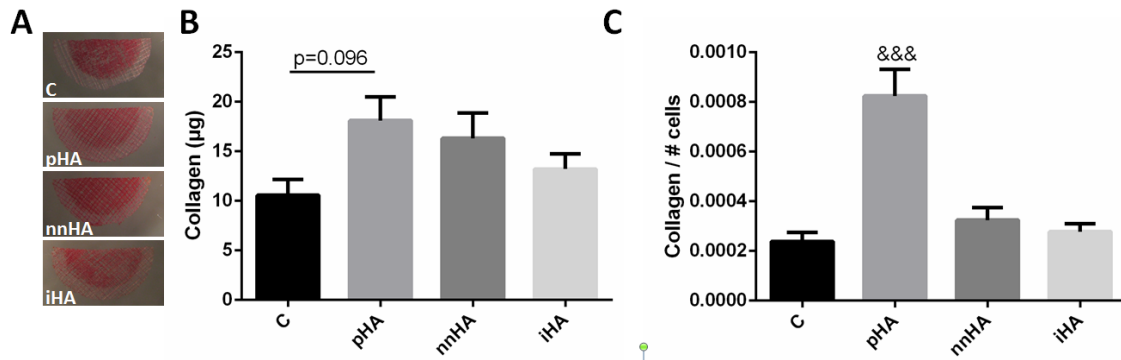 A
C
pHA
nnHA
iHA
B
p=0.096
Collagen (µg)
25
20
15
10
5
0
C
pHA
nnHA
iHA
C
&&&
Collagen / # cells
0.0010
0.0008
0.0006
0.0004
0.0002
0.0000
C
pHA
nnHA
iHA